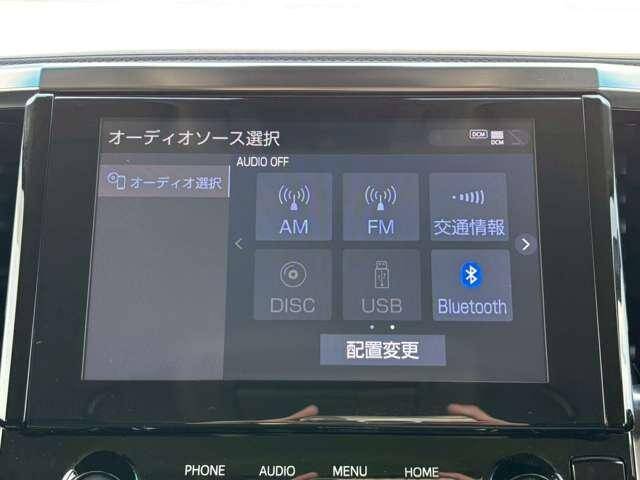 オーディオソース選択
DCM
DCM
AUDIO OFF
オーディオ選択
AM FM 交通情報
DISC USB Bluetooth
配置変更
PHONE AUDIO MENU HOME